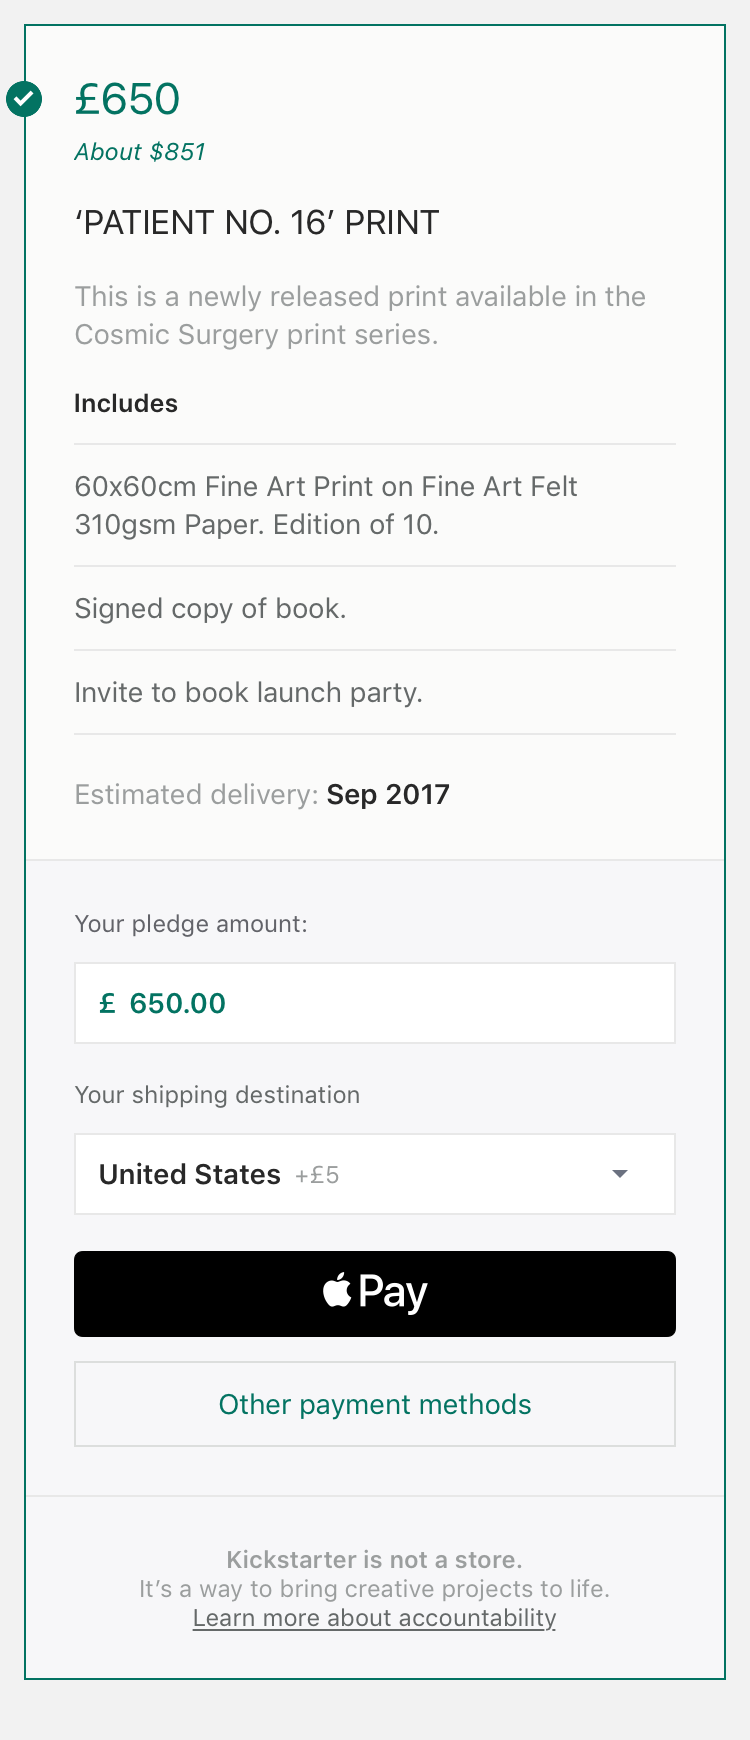 £650
About $851
‘PATIENT NO. 16’ PRINT
This is a newly released print available in the
Cosmic Surgery print series.
Includes
60x60cm Fine Art Print on Fine Art Felt
310gsm Paper. Edition of 10.
Signed copy of book.
Invite to book launch party.
Estimated delivery: Sep 2017
Your pledge amount:
£ 650.00
Your shipping destination
United States +£5
Pay
Other payment methods
Kickstarter is not a store.
It’s a way to bring creative projects to life.
Learn more about accountability